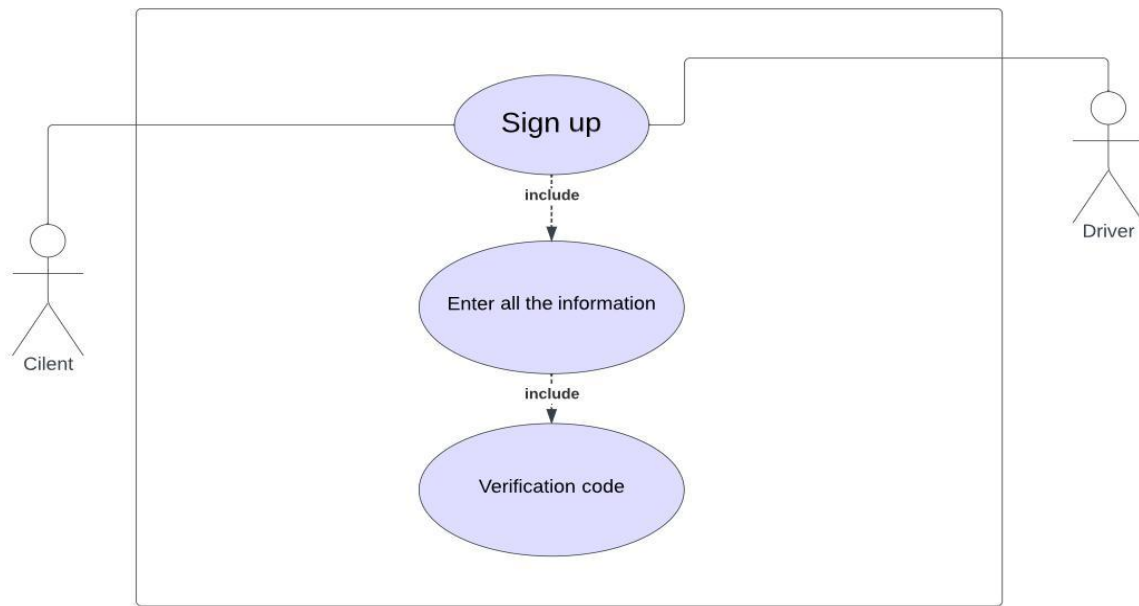 Sign up
include
Driver
Enter all the information
Cilent
include
Verification code